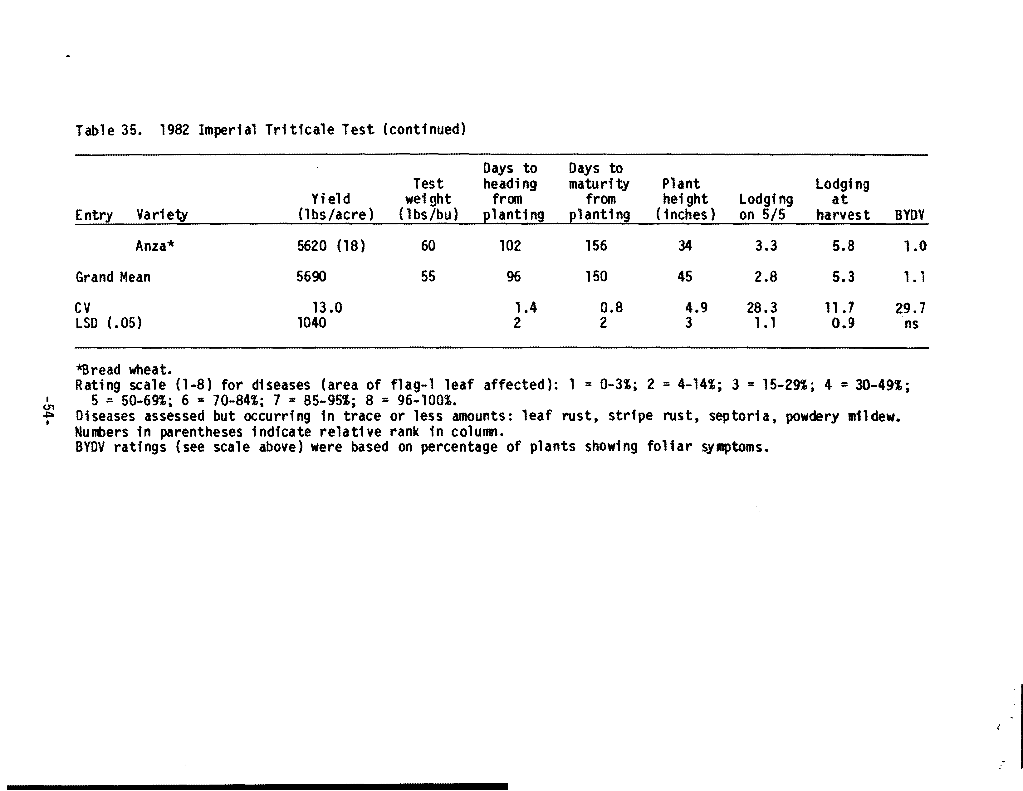 Table 35. 1982 Imperial Triticale Test (continued)
Days to Days to
Test heading maturity Plant Lodging
Yield weight from from height Lodging at
Entry Variety (lbs/acre) (lbs/bu) planting planting (inches) on 5/5 harvest BYDV
Anza* 5620 (18) 60 102 156 34 3.3 5.8 1.0
Grand Mean 5690 55 96 150 45 2.8 5.3 1.1
CV 13.0 1.4 0.8 4.9 28.3 11.7 29.7
LSD (.05) 1040 2 2 3 1.1 0.9 ns
*Bread wheat.
Rating scale (1-8) for diseases (area of flag-1 leaf affected): 1 = 0-3%; 2 = 4-14%; 3 = 15-29%; 4 = 30-49%;
5 = 50-69%; 6 = 70-84%; 7 = 85-95%; 8 = 96-100%.
Diseases assessed but occurring in trace or less amounts: leaf rust, stripe rust, septoria, powdery mildew.
Numbers in parentheses indicate relative rank in column.
BYDV ratings (see scale above) were based on percentage of plants showing foliar symptoms.
-54-